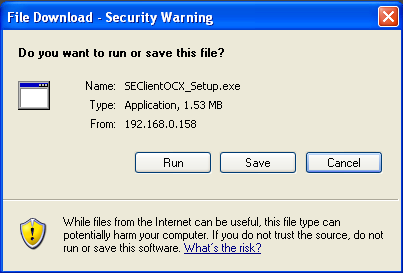 File Download - Security Warning
Do you want to run or save this file?
Name: SEClientOCX_Setup.exe
Type: Application, 1.53 MB
From: 192.168.0.158
Run Save Cancel
While files from the Internet can be useful, this file type can
potentially harm your computer. If you do not trust the source, do not
run or save this software. What's the risk?